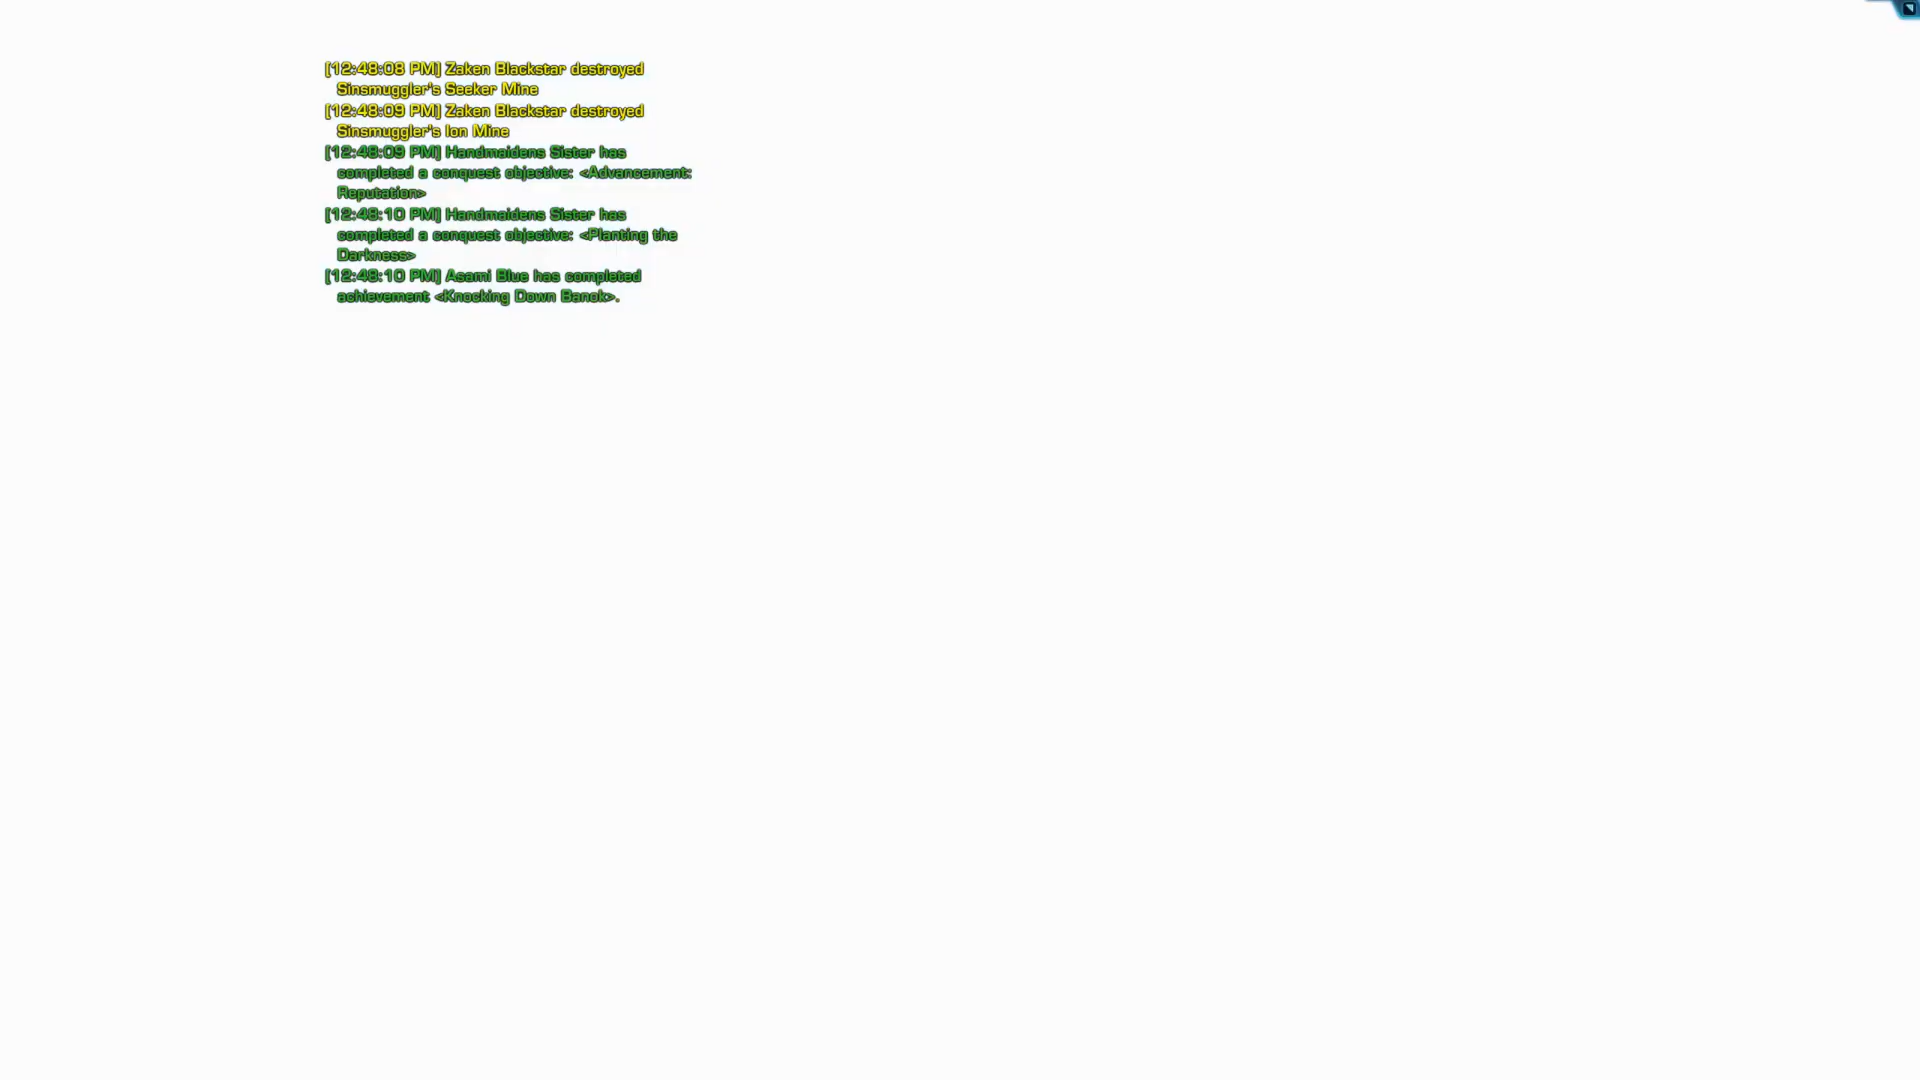 [12:48:08 PM] Zaken Blackstar destroyed
Sinsmuggler's Seeker Mine
[12:48:09 PM] Zaken Blackstar destroyed
Sinsmuggler's Ion Mine
[12:48:09 PM] Handmaidens Sister has
completed a conquest objective: <Advancement:
Reputation>
[12:48:10 PM] Handmaidens Sister has
completed a conquest objective: <Planting the
Darkness>
[12:48:10 PM] Asami Blue has completed
achievement <Knocking Down Banok>.